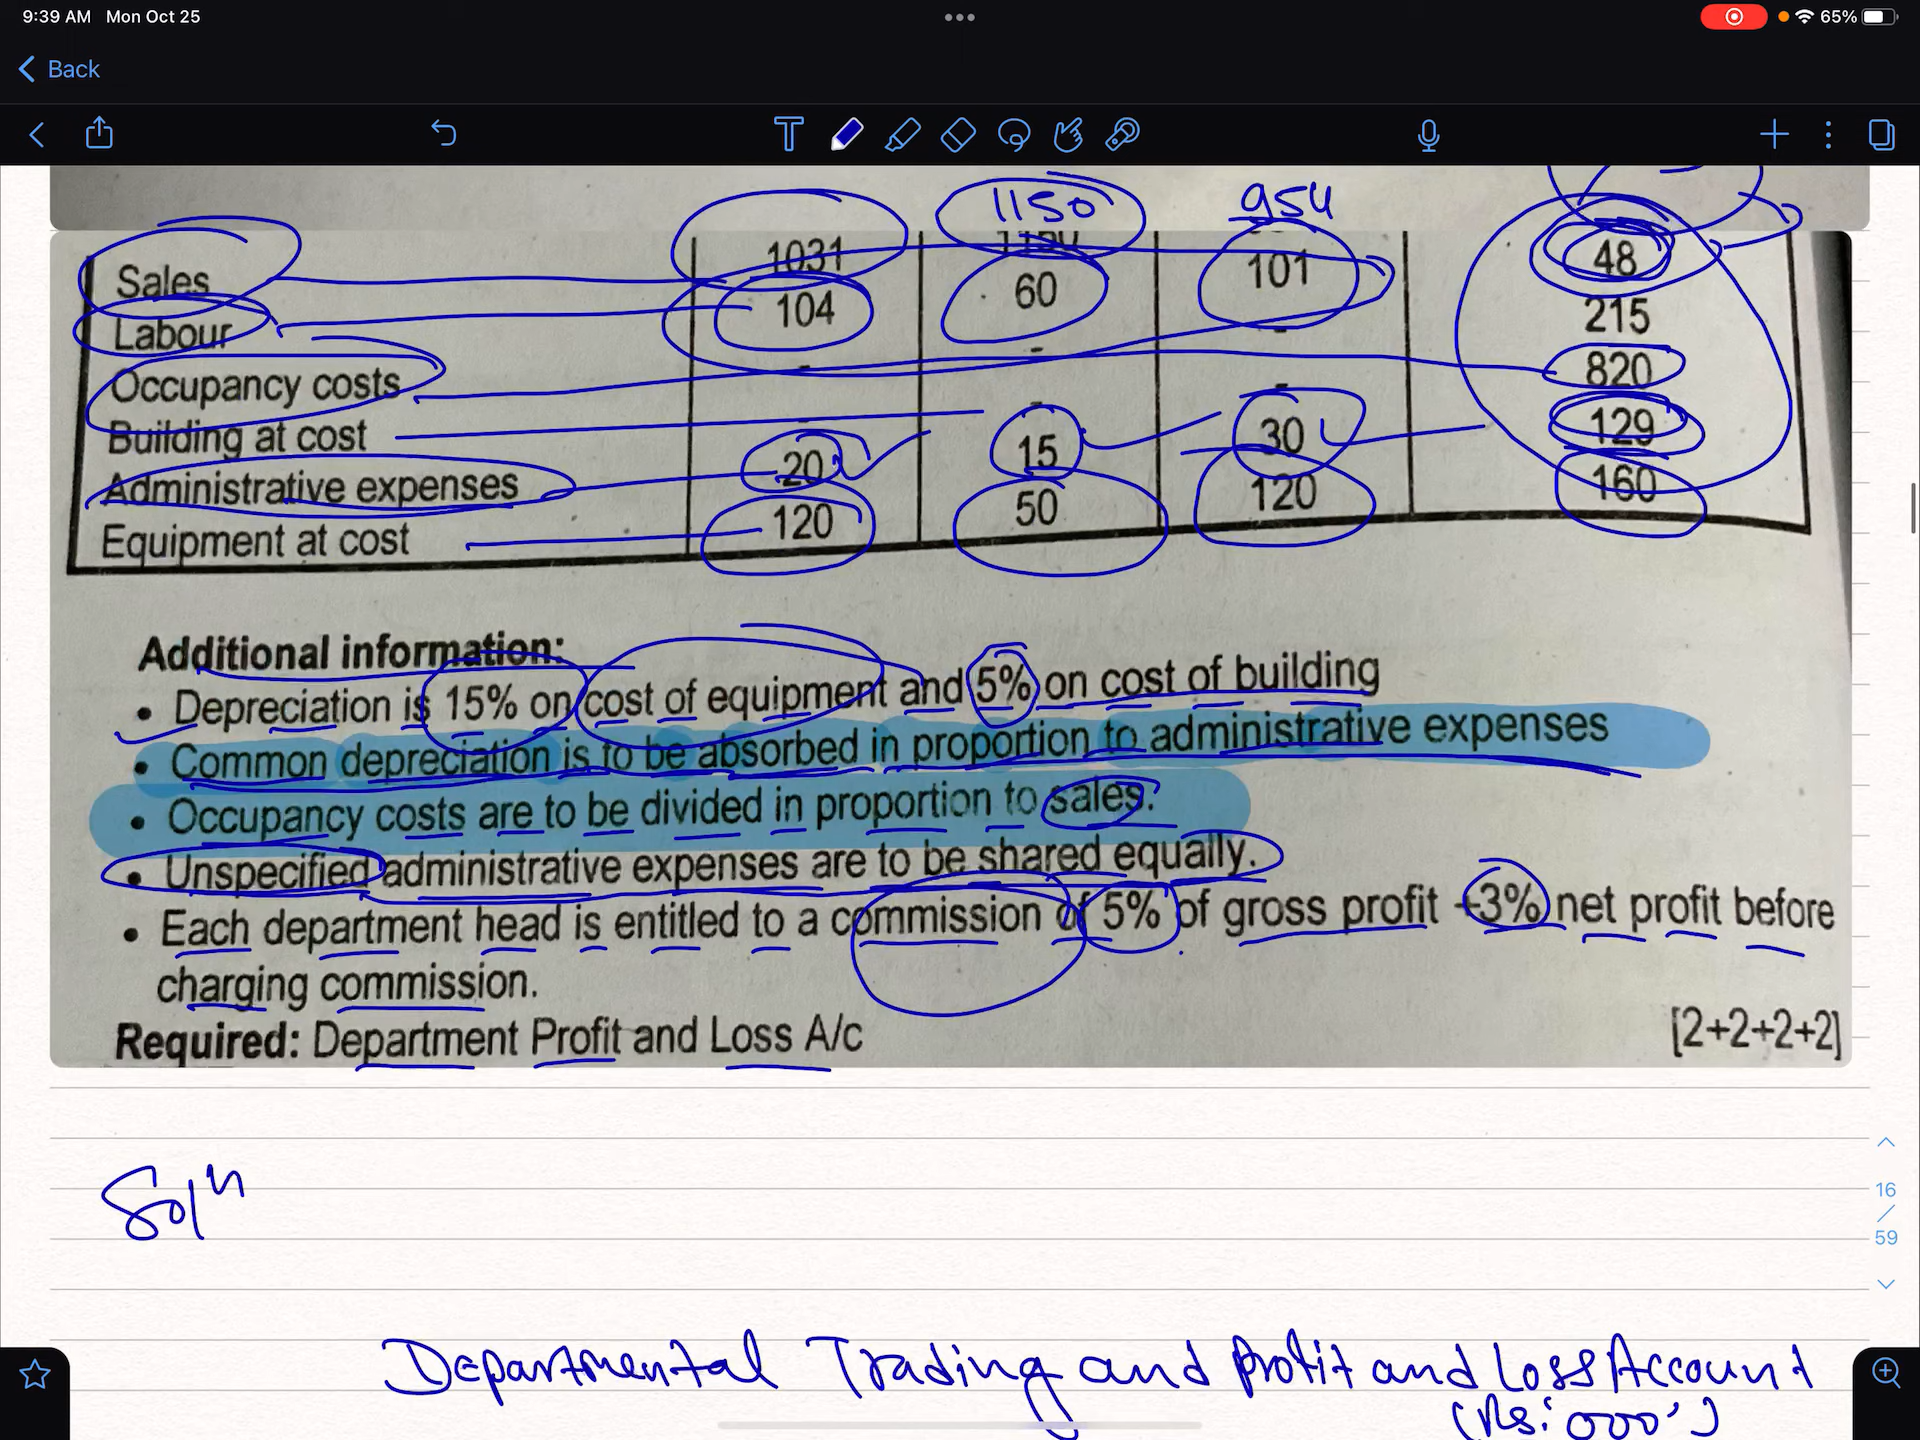 9:39 AM Mon Oct 25
65%
Back
1150 954
Sales 1031 1150 48
Labour 104 60 101 215
Occupancy costs - - - 820
Building at cost - - - 129
Administrative expenses 20 15 30 160
Equipment at cost 120 50 120
Additional information:
• Depreciation is 15% on cost of equipment and 5% on cost of building
• Common depreciation is to be absorbed in proportion to administrative expenses
• Occupancy costs are to be divided in proportion to sales.
• Unspecified administrative expenses are to be shared equally.
• Each department head is entitled to a commission of 5% of gross profit +3% net profit before
charging commission.
Required: Department Profit and Loss A/c [2+2+2+2]
Solⁿ
16
/
59
Departmental Trading and Profit and Loss Account
(Rs.'000')